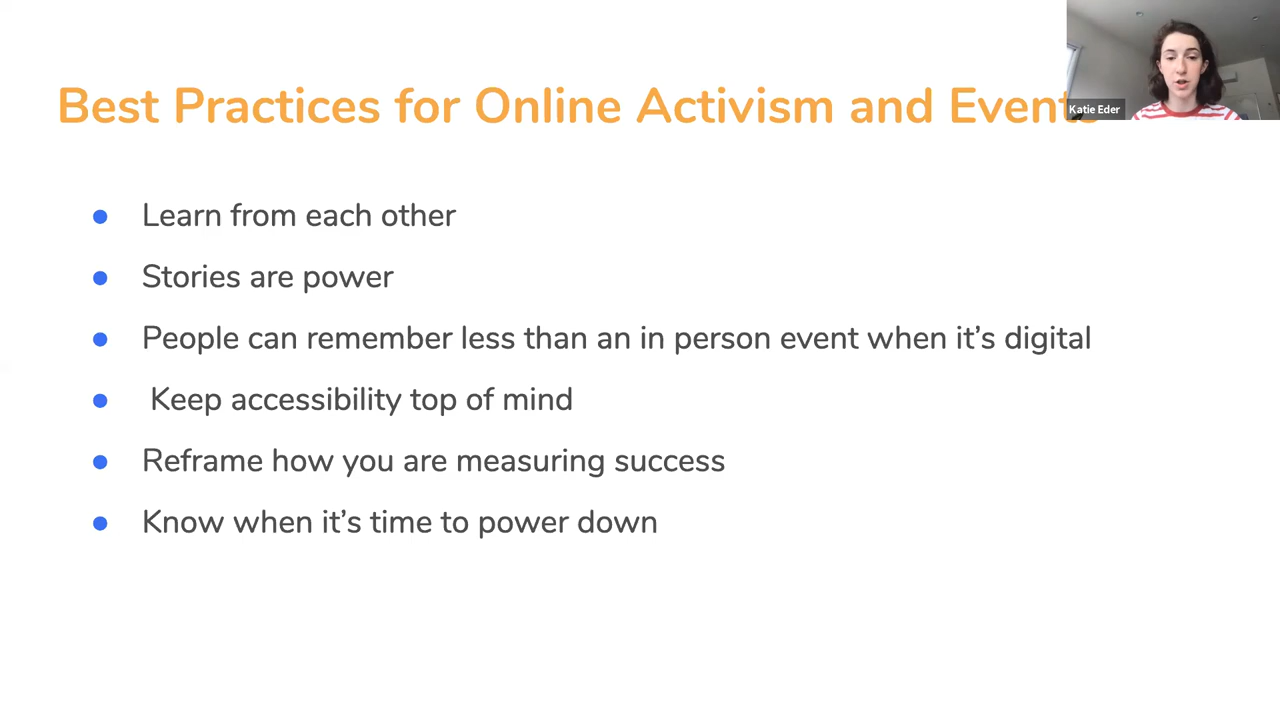 Best Practices for Online Activism and Events
Katie Eder
Learn from each other
Stories are power
People can remember less than an in person event when it’s digital
Keep accessibility top of mind
Reframe how you are measuring success
Know when it’s time to power down